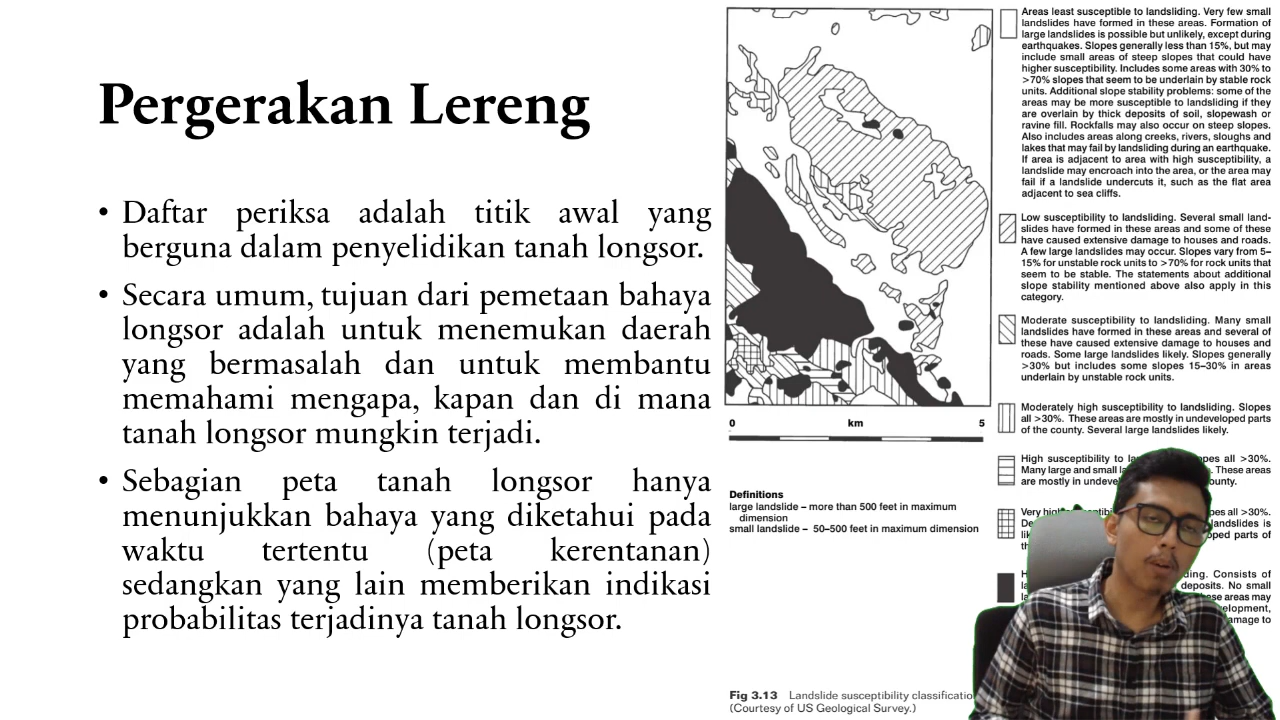 Pergerakan Lereng
• Daftar periksa adalah titik awal yang
berguna dalam penyelidikan tanah longsor.
• Secara umum, tujuan dari pemetaan bahaya
longsor adalah untuk menemukan daerah
yang bermasalah dan untuk membantu
memahami mengapa, kapan dan di mana
tanah longsor mungkin terjadi.
• Sebagian peta tanah longsor hanya
menunjukkan bahaya yang diketahui pada
waktu tertentu (peta kerentanan)
sedangkan yang lain memberikan indikasi
probabilitas terjadinya tanah longsor.
0 km 5
Definitions
large landslide – more than 500 feet in maximum
dimension
small landslide – 50–500 feet in maximum dimension
Areas least susceptible to landsliding. Very few small
landslides have formed in these areas. Formation of
large landslides is possible but unlikely, except during
earthquakes. Slopes generally less than 15%, but may
include small areas of steep slopes that could have
higher susceptibility. Includes some areas with 30% to
>70% slopes that seem to be underlain by stable rock
units. Additional slope stability problems: some of the
areas may be more susceptible to landsliding if they
are overlain by thick deposits of soil, slopewash or
ravine fill. Rockfalls may also occur on steep slopes.
Also includes areas along creeks, rivers, sloughs and
lakes that may fail by landsliding during an earthquake.
If area is adjacent to area with high susceptibility, a
landslide may encroach into the area, or the area may
fail if a landslide undercuts it, such as the flat area
adjacent to sea cliffs.
Low susceptibility to landsliding. Several small land-
slides have formed in these areas and some of these
have caused extensive damage to houses and roads.
A few large landslides may occur. Slopes vary from 5–
15% for unstable rock units to >70% for rock units that
seem to be stable. The statements about additional
slope stability mentioned above also apply in this
category.
Moderate susceptibility to landsliding. Many small
landslides have formed in these areas and several of
these have caused extensive damage to houses and
roads. Some large landslides likely. Slopes generally
>30% but includes some slopes 15–30% in areas
underlain by unstable rock units.
Moderately high susceptibility to landsliding. Slopes
all >30%. These areas are mostly in undeveloped parts
of the county. Several large landslides likely.
High susceptibility to all >30%.
Many large and small These areas
are mostly in
Very all >30%.
landslides is
parts of
Consists of
deposits. No small
areas may
Fig 3.13 Landslide susceptibility
(Courtesy of US Geological Survey.)